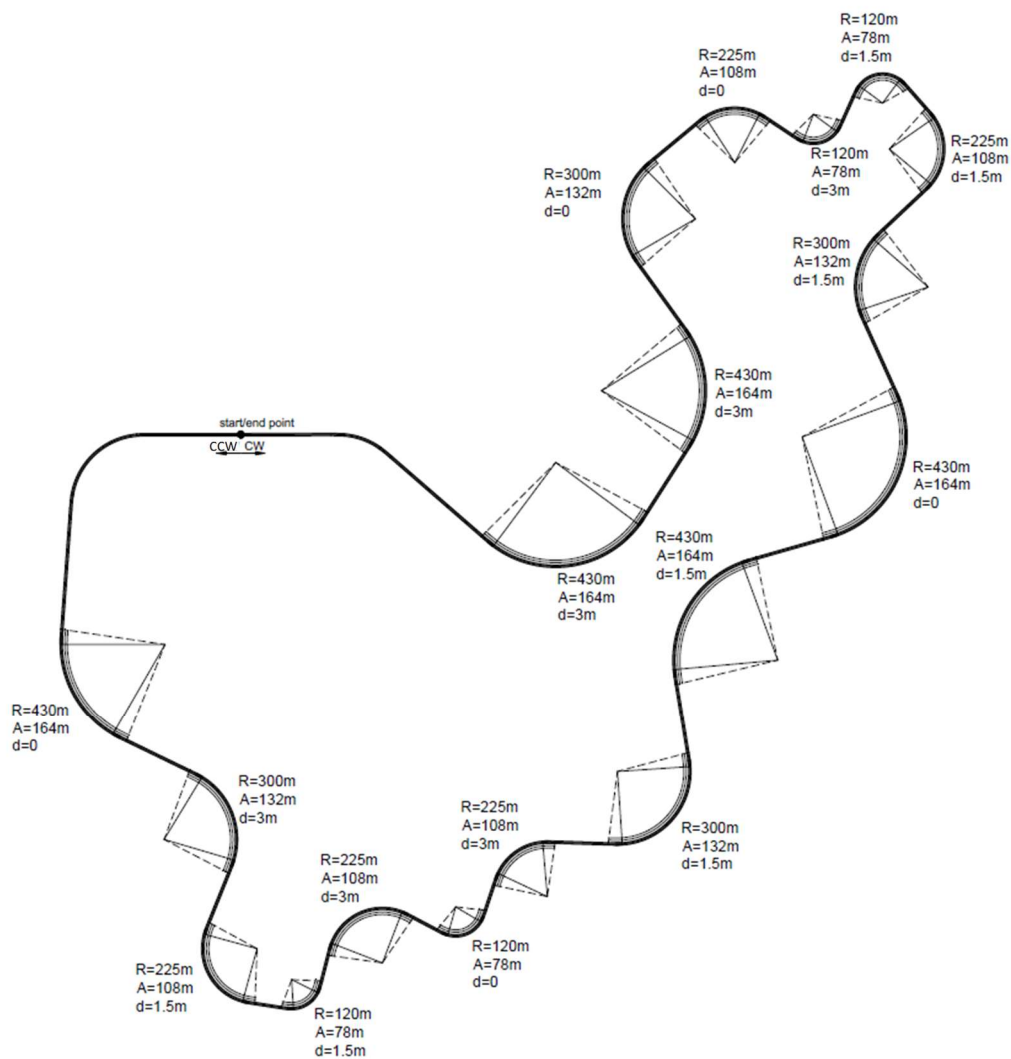 R=120m
A=78m
d=1.5m
R=225m
A=108m
d=0
R=120m
A=78m
d=3m
R=225m
A=108m
d=1.5m
R=300m
A=132m
d=0
R=300m
A=132m
d=1.5m
R=430m
A=164m
d=3m
start/end point
CCW CW
R=430m
A=164m
d=0
R=430m
A=164m
d=1.5m
R=430m
A=164m
d=3m
R=430m
A=164m
d=0
R=300m
A=132m
d=3m
R=225m
A=108m
d=3m
R=300m
A=132m
d=1.5m
R=225m
A=108m
d=3m
R=120m
A=78m
d=0
R=225m
A=108m
d=1.5m
R=120m
A=78m
d=1.5m